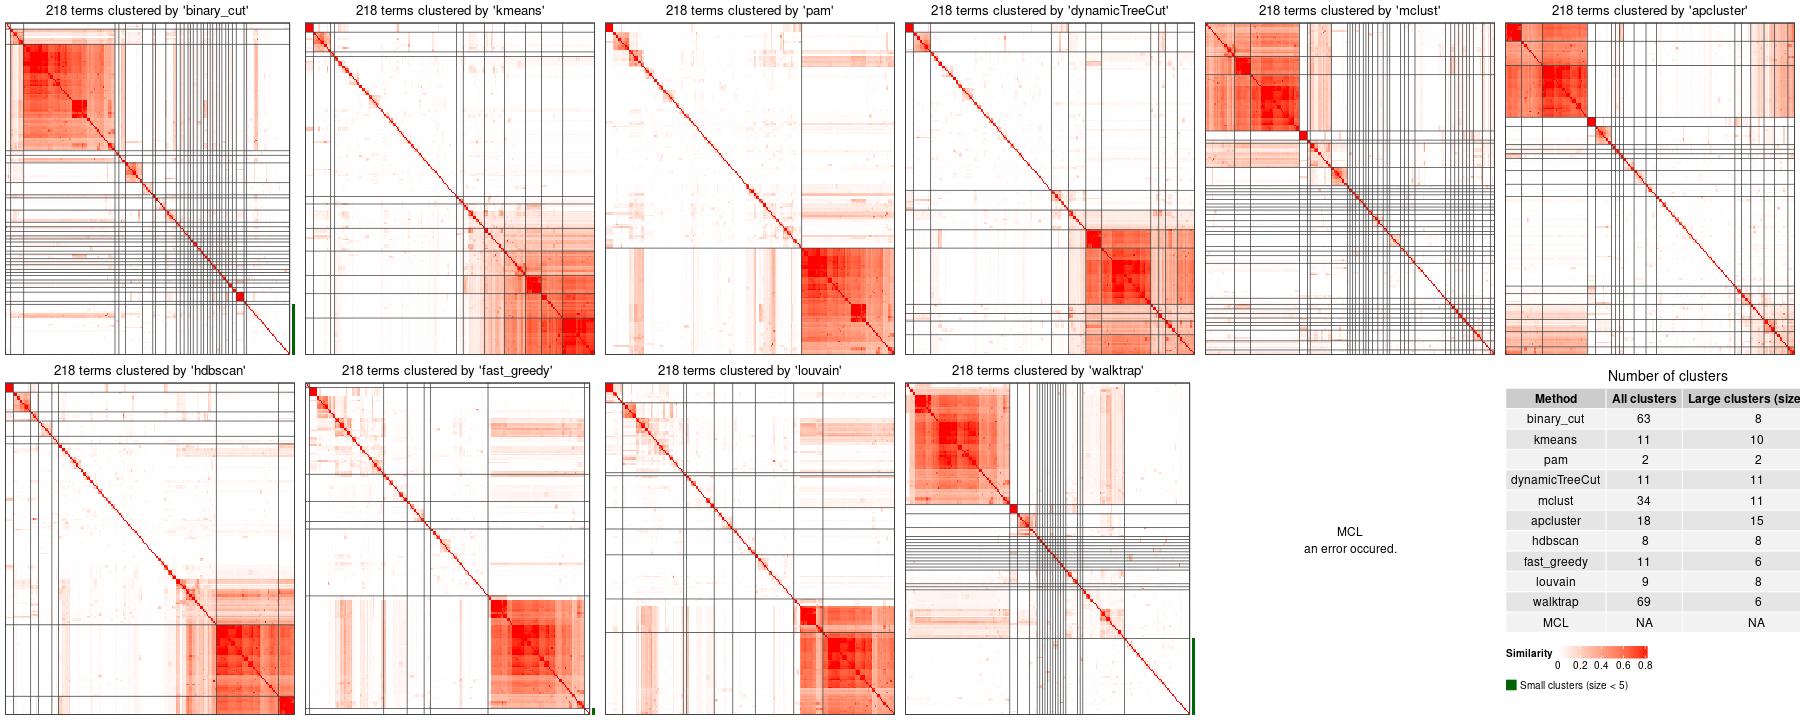 218 terms clustered by 'binary_cut'
218 terms clustered by 'kmeans'
218 terms clustered by 'pam'
218 terms clustered by 'dynamicTreeCut'
218 terms clustered by 'mclust'
218 terms clustered by 'apcluster'
218 terms clustered by 'hdbscan'
218 terms clustered by 'fast_greedy'
218 terms clustered by 'louvain'
218 terms clustered by 'walktrap'
MCL
an error occured.
Number of clusters
Method All clusters Large clusters (size
binary_cut 63 8
kmeans 11 10
pam 2 2
dynamicTreeCut 11 11
mclust 34 11
apcluster 18 15
hdbscan 8 8
fast_greedy 11 6
louvain 9 8
walktrap 69 6
MCL NA NA
Similarity
0 0.2 0.4 0.6 0.8
Small clusters (size < 5)